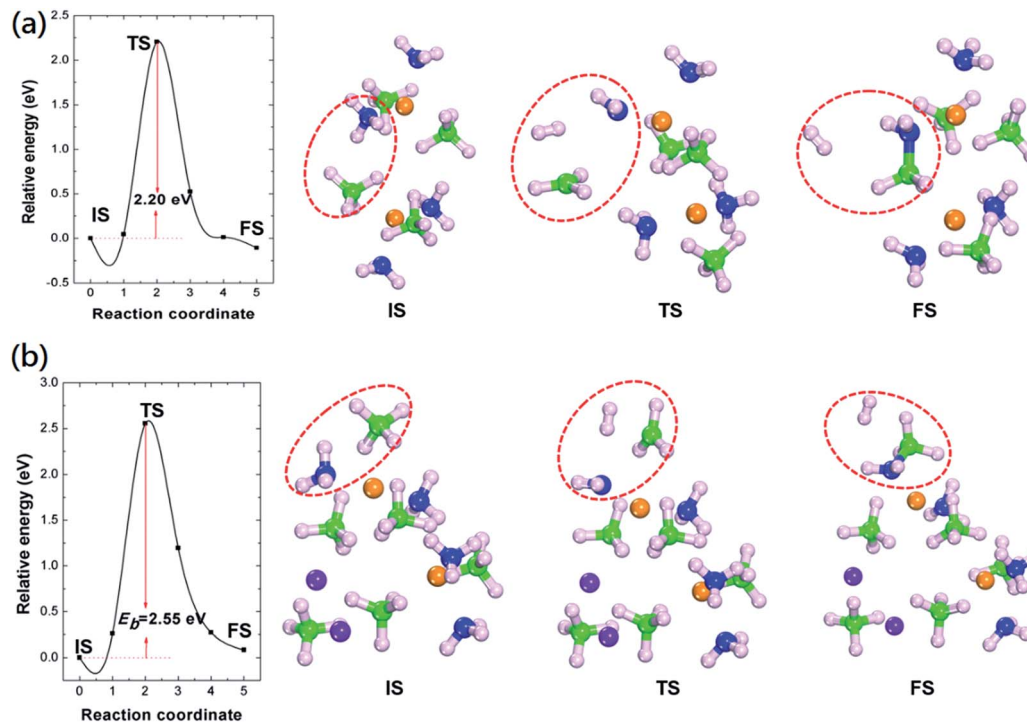 (a)
Relative energy (eV)
2.5
2.0
1.5
1.0
0.5
0.0
-0.5
TS
IS
2.20 eV
FS
0 1 2 3 4 5
Reaction coordinate
IS
TS
FS
(b)
Relative energy (eV)
3.0
2.5
2.0
1.5
1.0
0.5
0.0
TS
E_b=2.55 eV
IS
FS
0 1 2 3 4 5
Reaction coordinate
IS
TS
FS